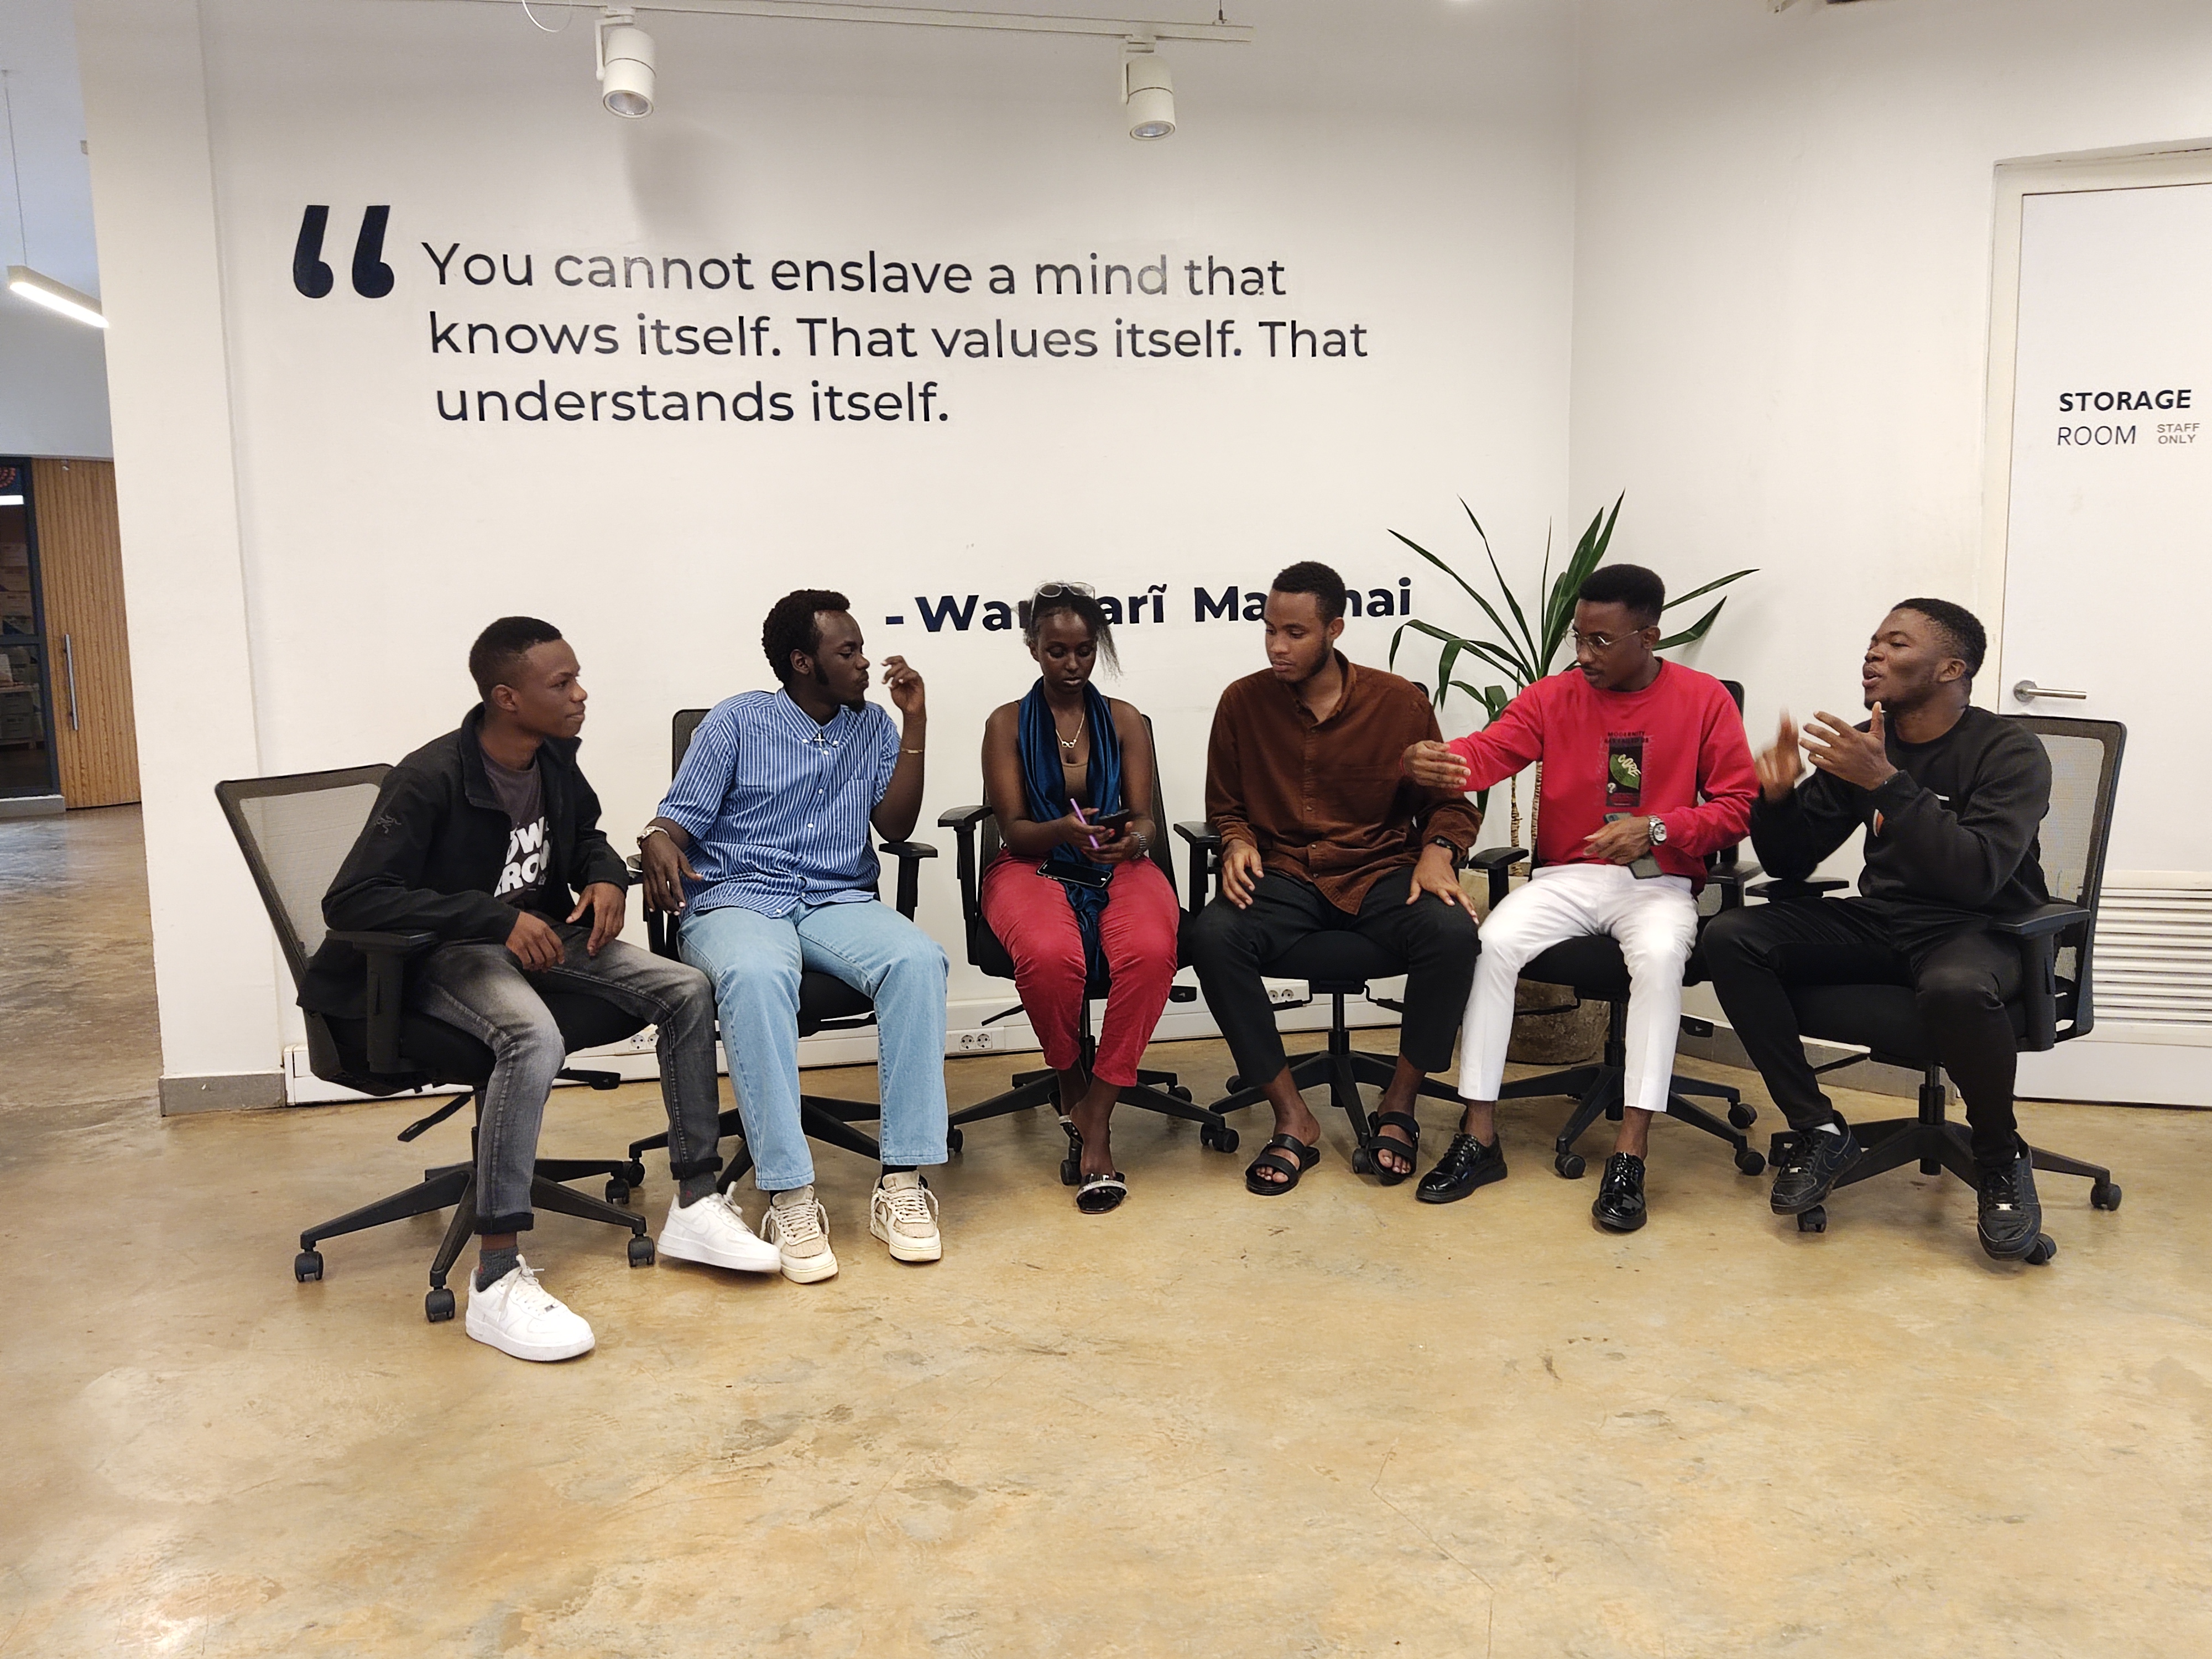 “ You cannot enslave a mind that
knows itself. That values itself. That
understands itself.
STORAGE
ROOM STAFF
ONLY